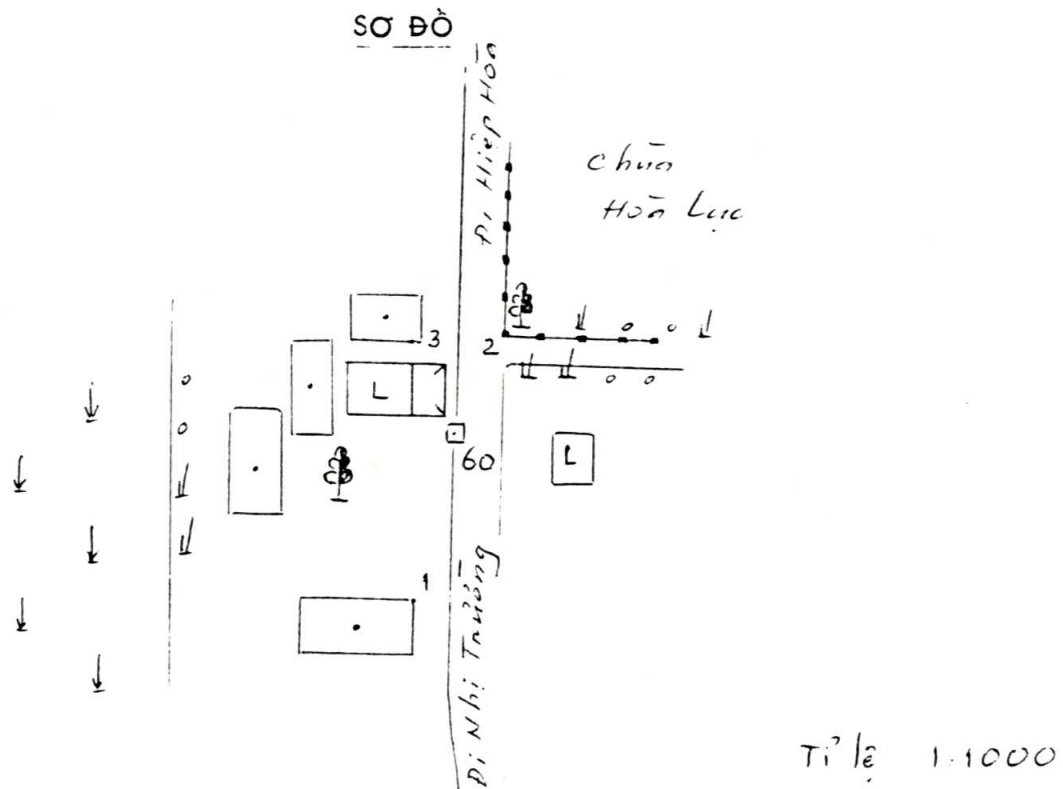 SƠ ĐỒ
Đi Hiệp Hòa
chùa
Hòa Lục
3
2
L
60
L
1
Đi Nhị Trường
Tỉ lệ 1:1000